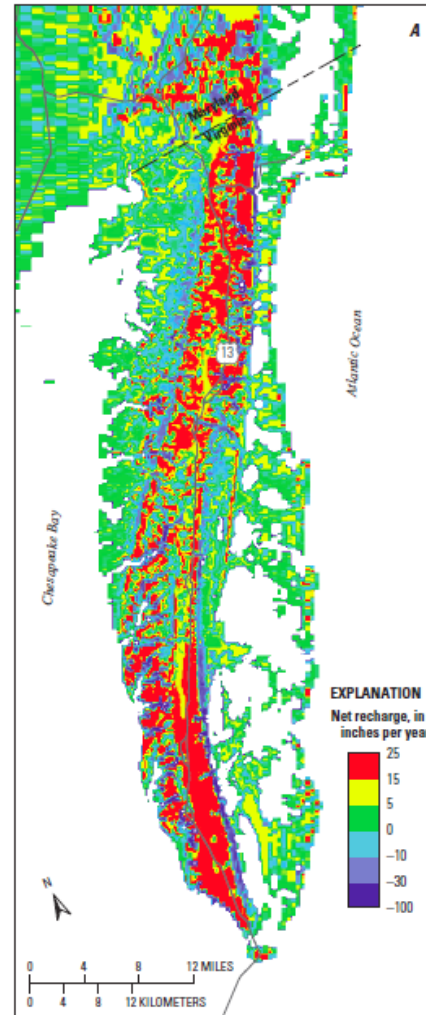 A
Maryland
Virginia
13
Atlantic Ocean
Chesapeake Bay
EXPLANATION
Net recharge, in
inches per year
25
15
5
0
–10
–30
–100
N
0 4 8 12 MILES
0 4 8 12 KILOMETERS